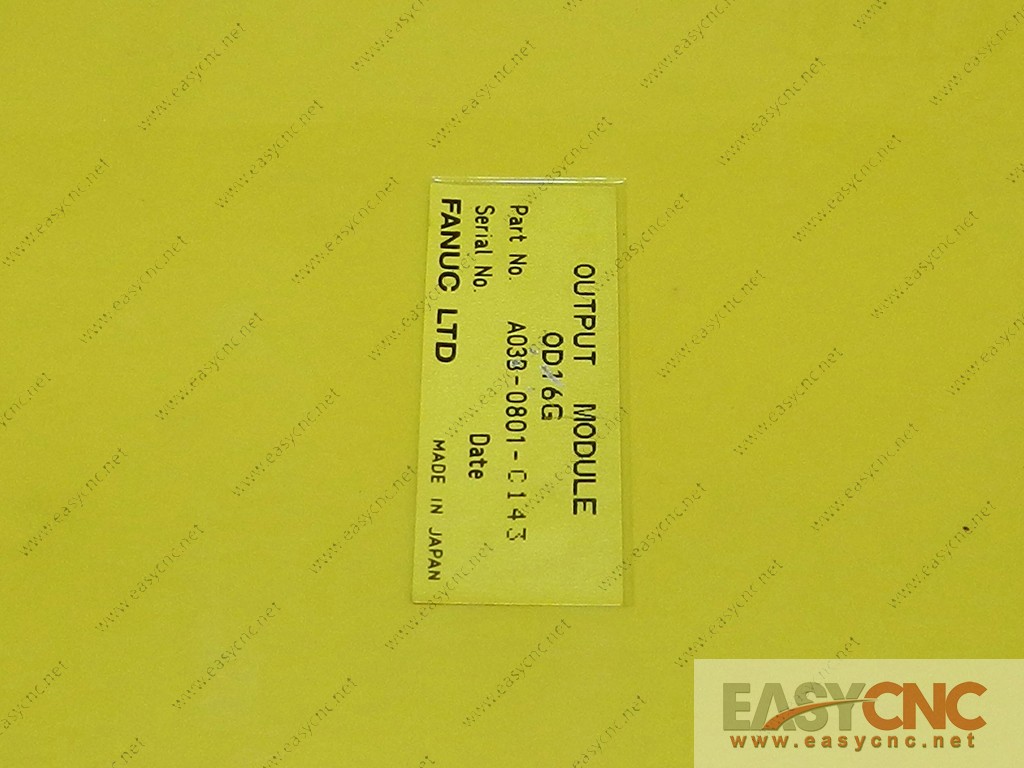 OUTPUT MODULE
OD16G
Part No. A03B-0801-C143
Serial No. Date
FANUC LTD MADE IN JAPAN
EASYCNC
www.easycnc.net